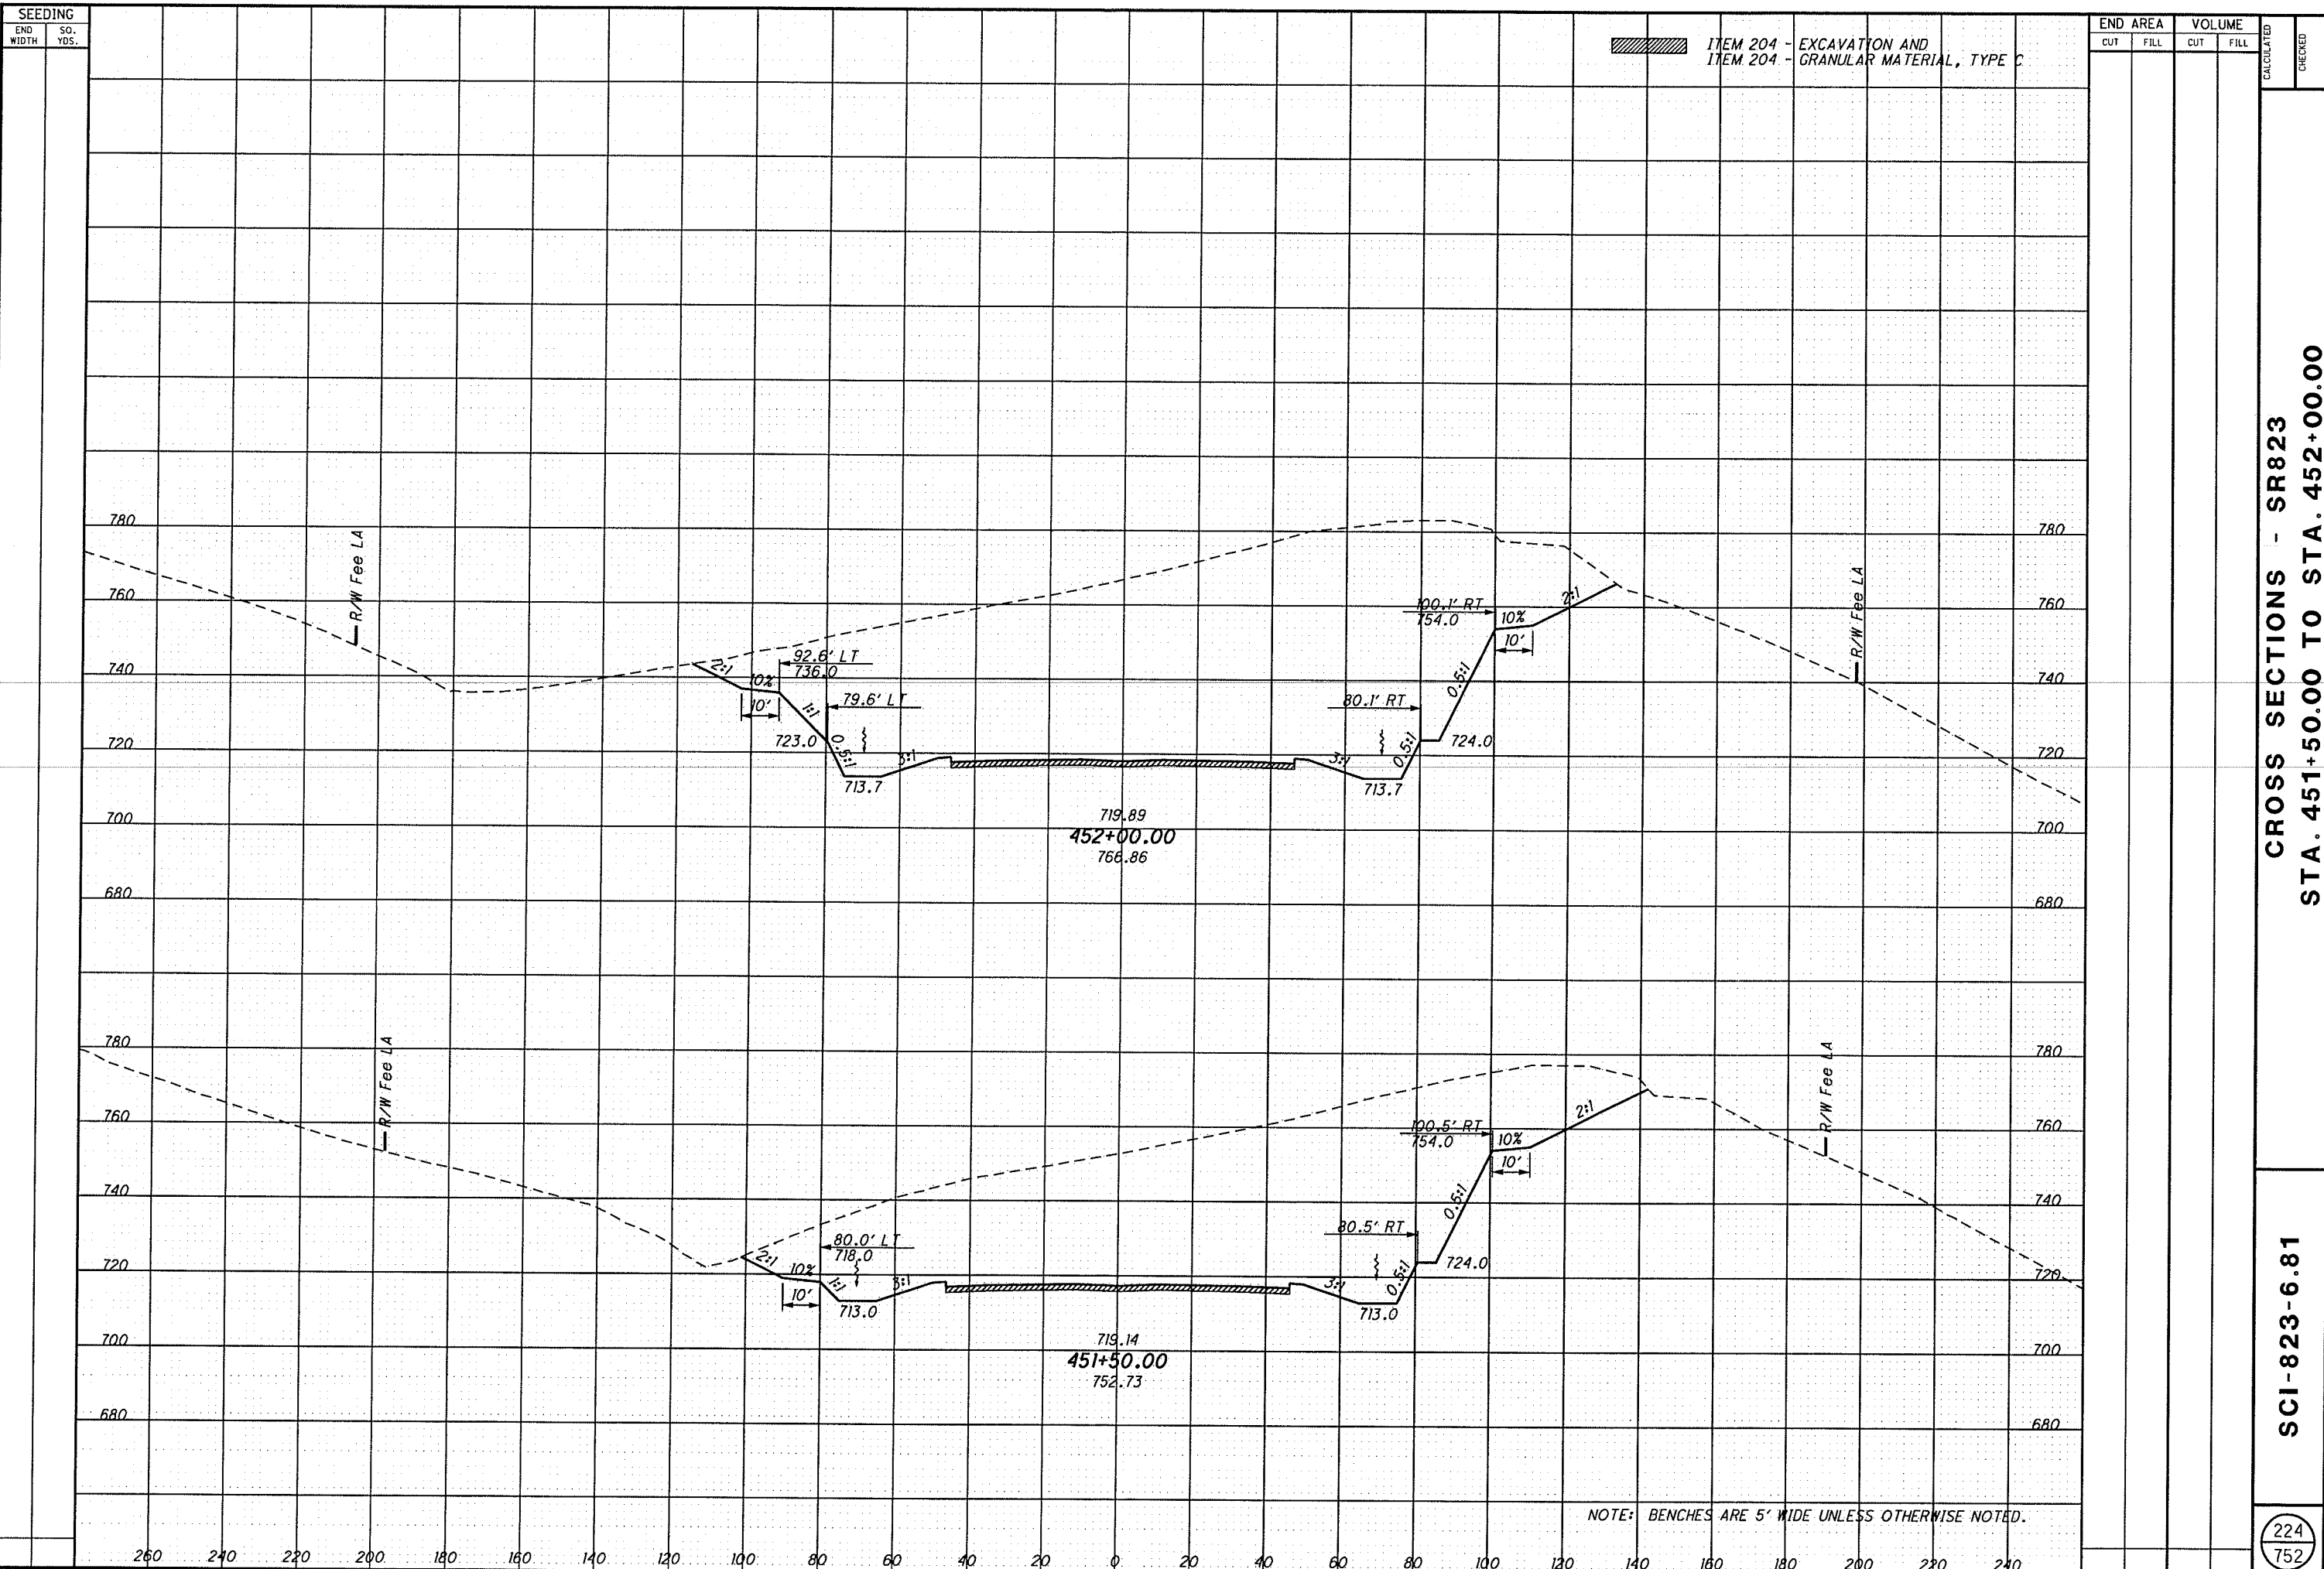 SEEDING
END WIDTH
SQ. YDS.
ITEM 204 - EXCAVATION AND
ITEM 204 - GRANULAR MATERIAL, TYPE C
END AREA
VOLUME
CUT FILL CUT FILL
CALCULATED
CHECKED
CROSS SECTIONS - SR823
STA. 451+50.00 TO STA. 452+00.00
SCI-823-6.81
224
752
780 780
760 760
740 740
720 720
700 700
680 680
R/W Fee LA
R/W Fee LA
2:1
10%
10'
92.6' LT
736.0
1:1
79.6' LT
723.0
0.5:1
3:1
713.7
719.89
452+00.00
766.86
3:1
713.7
0.5:1
80.1' RT
724.0
0.5:1
100.1' RT
754.0
10%
10'
2:1
780 780
760 760
740 740
720 720
700 700
680 680
R/W Fee LA
R/W Fee LA
2:1
10%
10'
80.0' LT
718.0
1:1
3:1
713.0
719.14
451+50.00
752.73
3:1
713.0
0.5:1
80.5' RT
724.0
0.5:1
100.5' RT
754.0
10%
10'
2:1
NOTE: BENCHES ARE 5' WIDE UNLESS OTHERWISE NOTED.
260 240 220 200 180 160 140 120 100 80 60 40 20 0 20 40 60 80 100 120 140 160 180 200 220 240